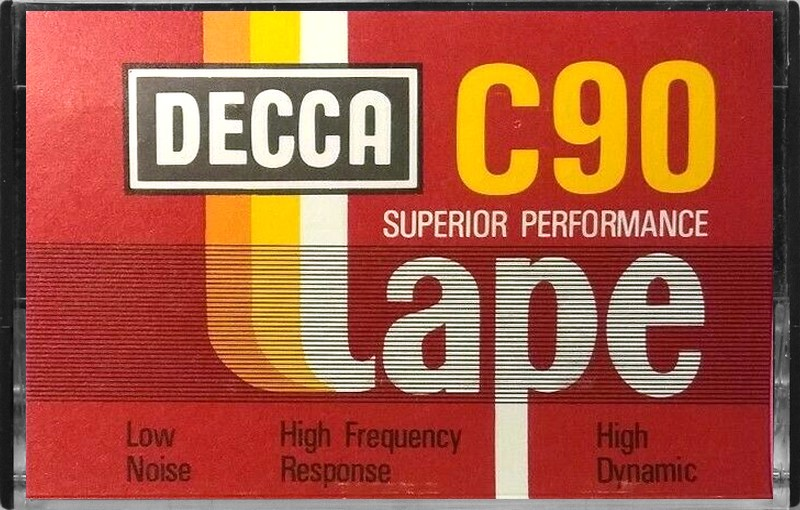 DECCA
C90
SUPERIOR PERFORMANCE
tape
Low High Frequency High
Noise Response Dynamic